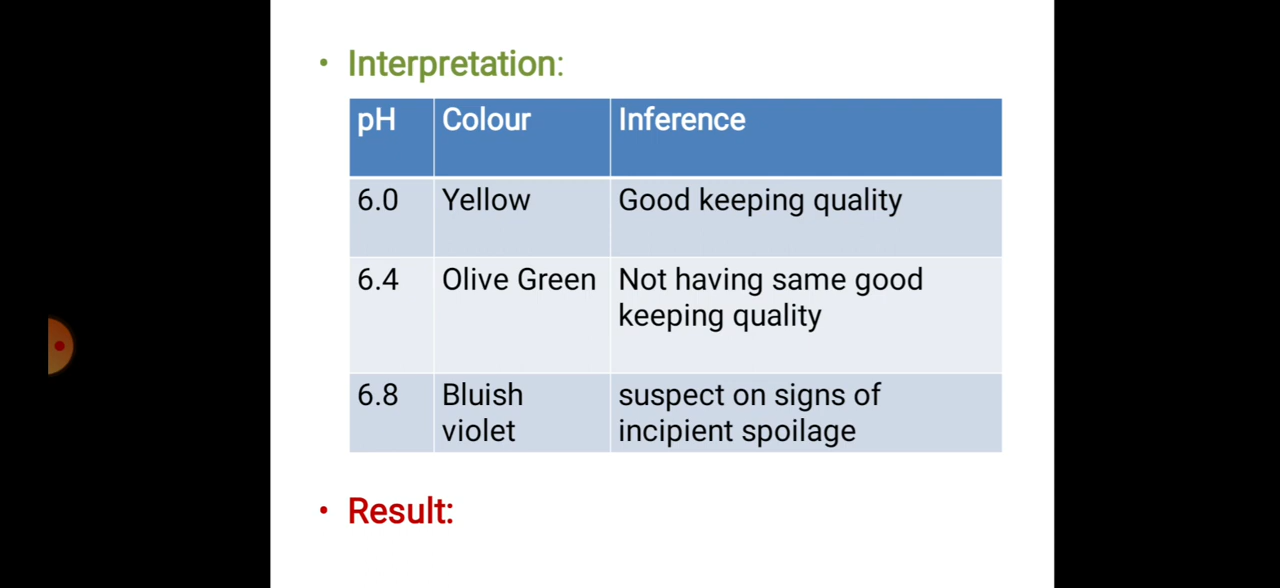 • Interpretation:
pH Colour Inference
6.0 Yellow Good keeping quality
6.4 Olive Green Not having same good
keeping quality
6.8 Bluish suspect on signs of
violet incipient spoilage
• Result: